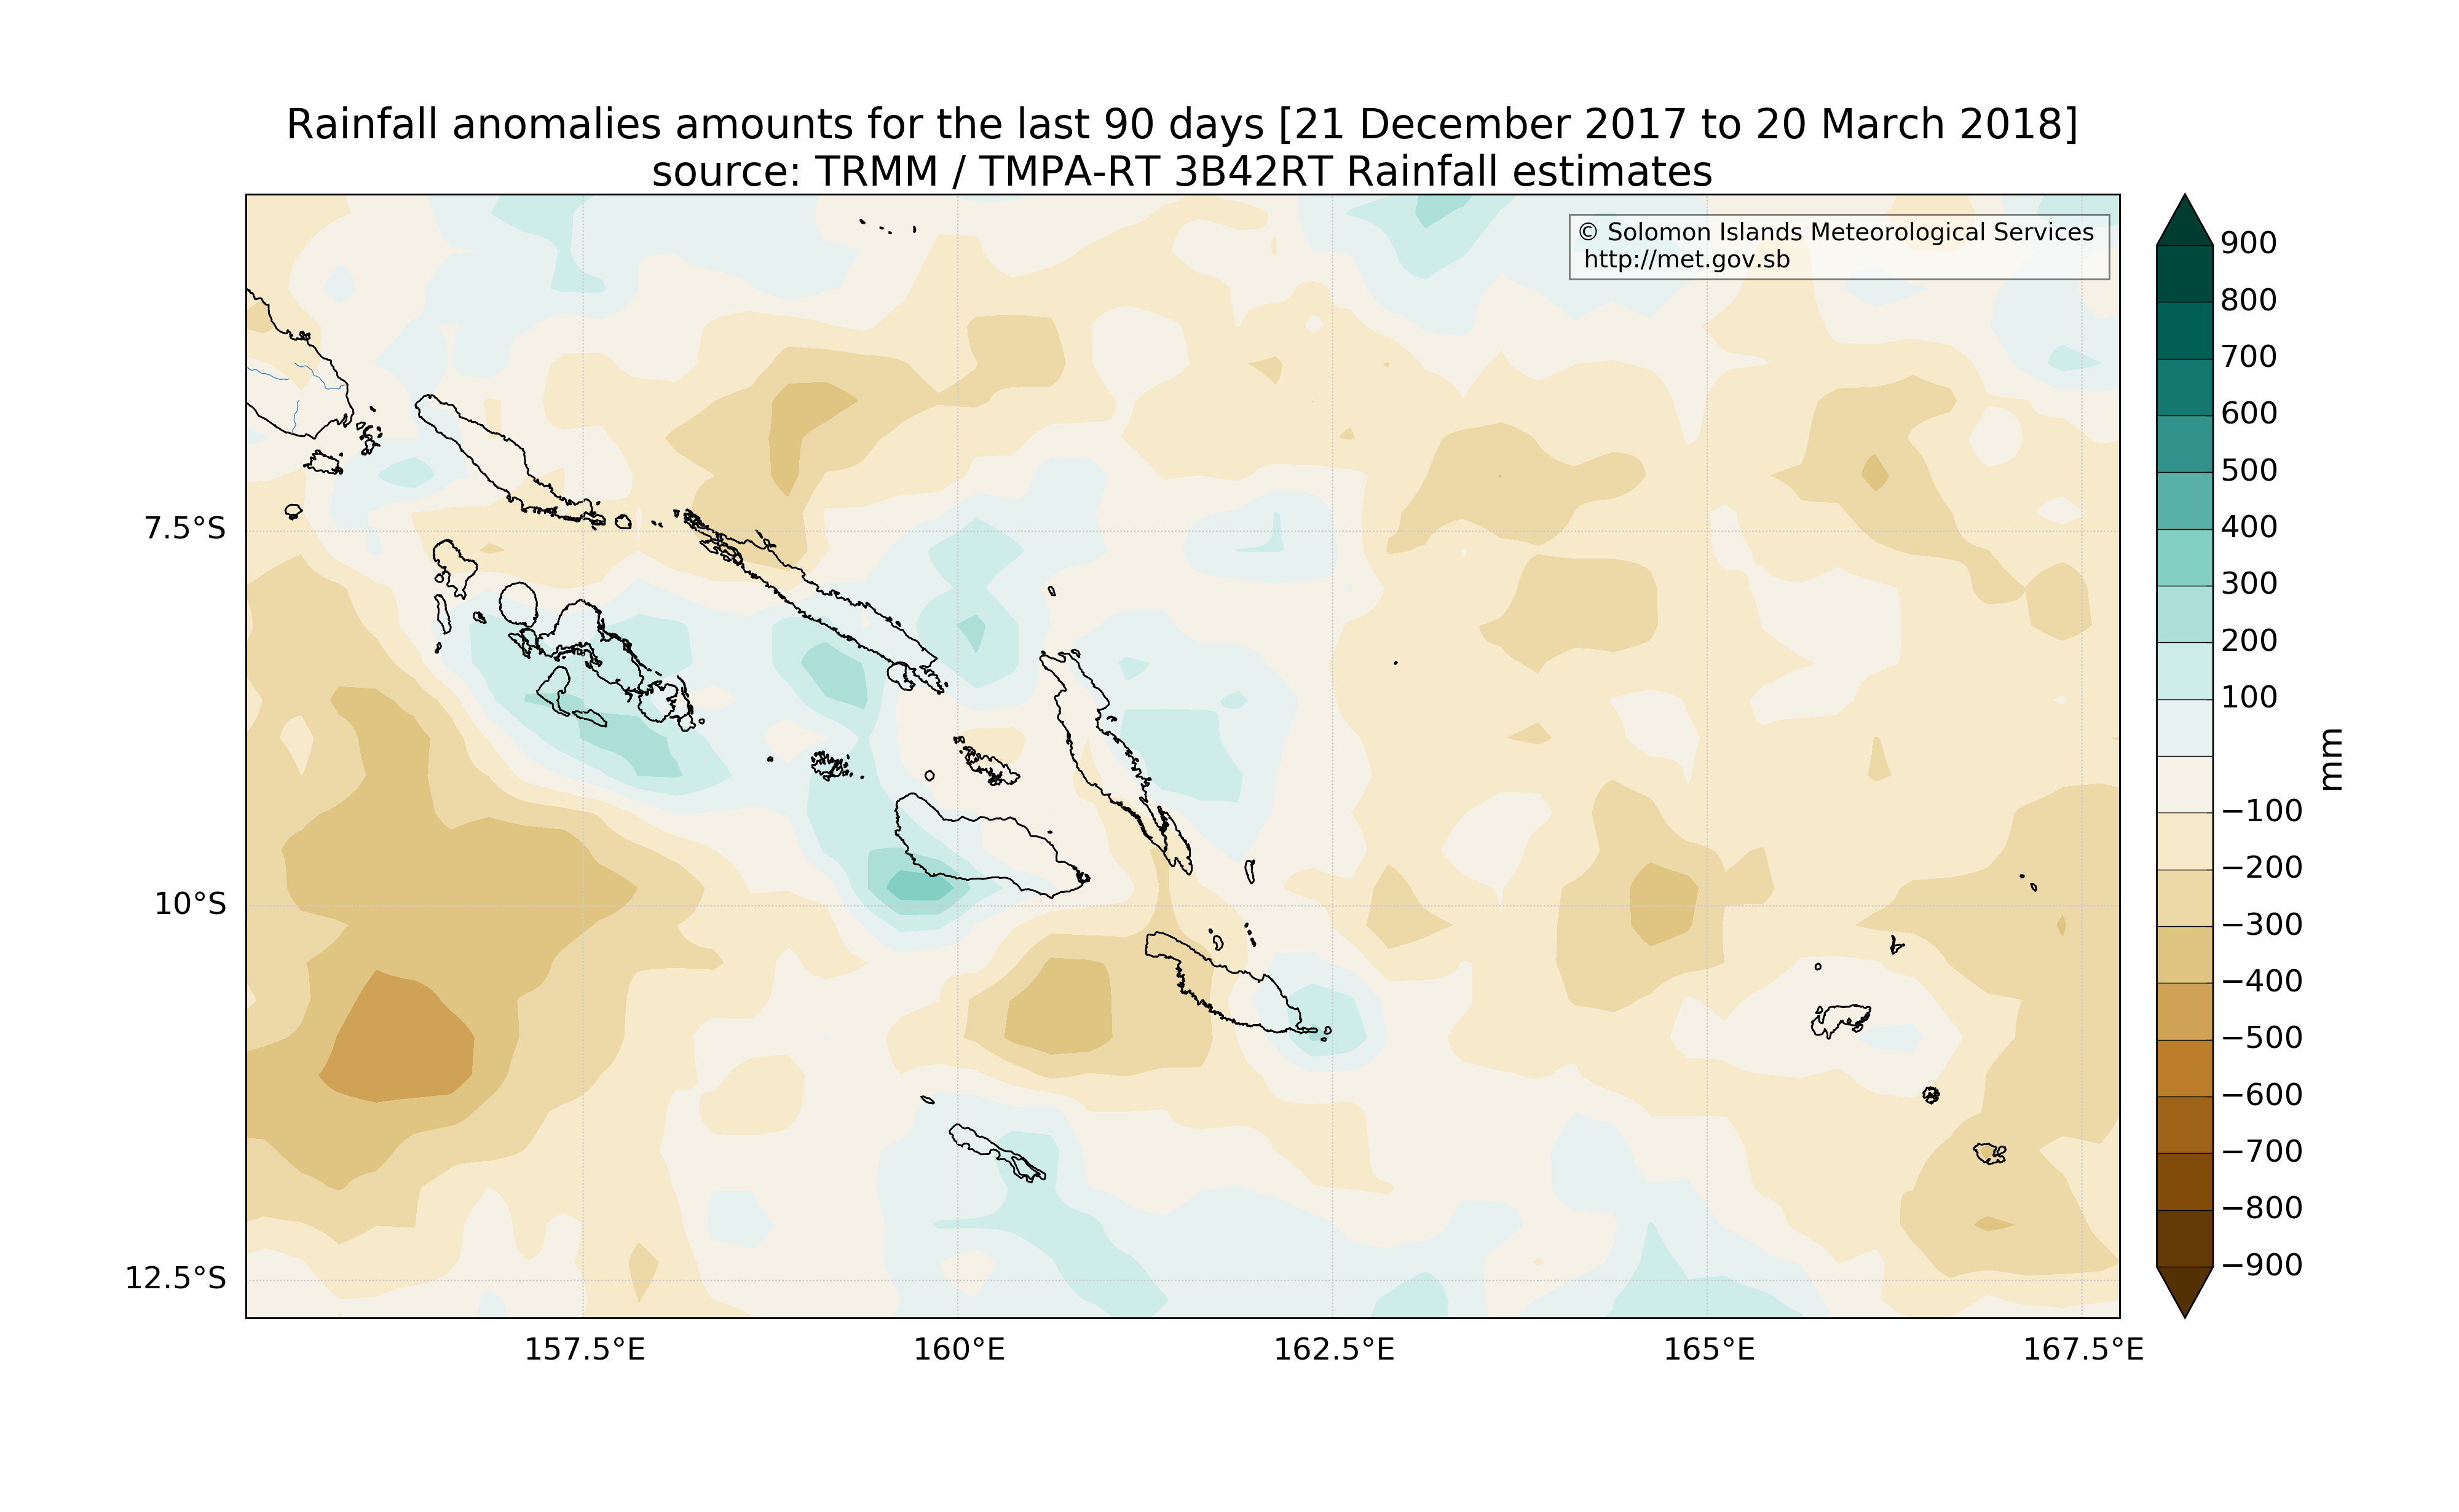 Rainfall anomalies amounts for the last 90 days [21 December 2017 to 20 March 2018]
source: TRMM / TMPA-RT 3B42RT Rainfall estimates
© Solomon Islands Meteorological Services
http://met.gov.sb
7.5°S
10°S
12.5°S
157.5°E
160°E
162.5°E
165°E
167.5°E
900
800
700
600
500
400
300
200
100
−100
−200
−300
−400
−500
−600
−700
−800
−900
mm